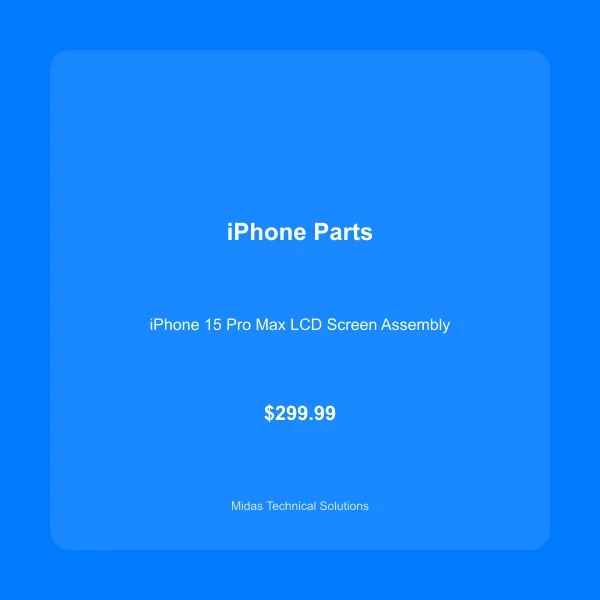 iPhone Parts
iPhone 15 Pro Max LCD Screen Assembly
$299.99
Midas Technical Solutions